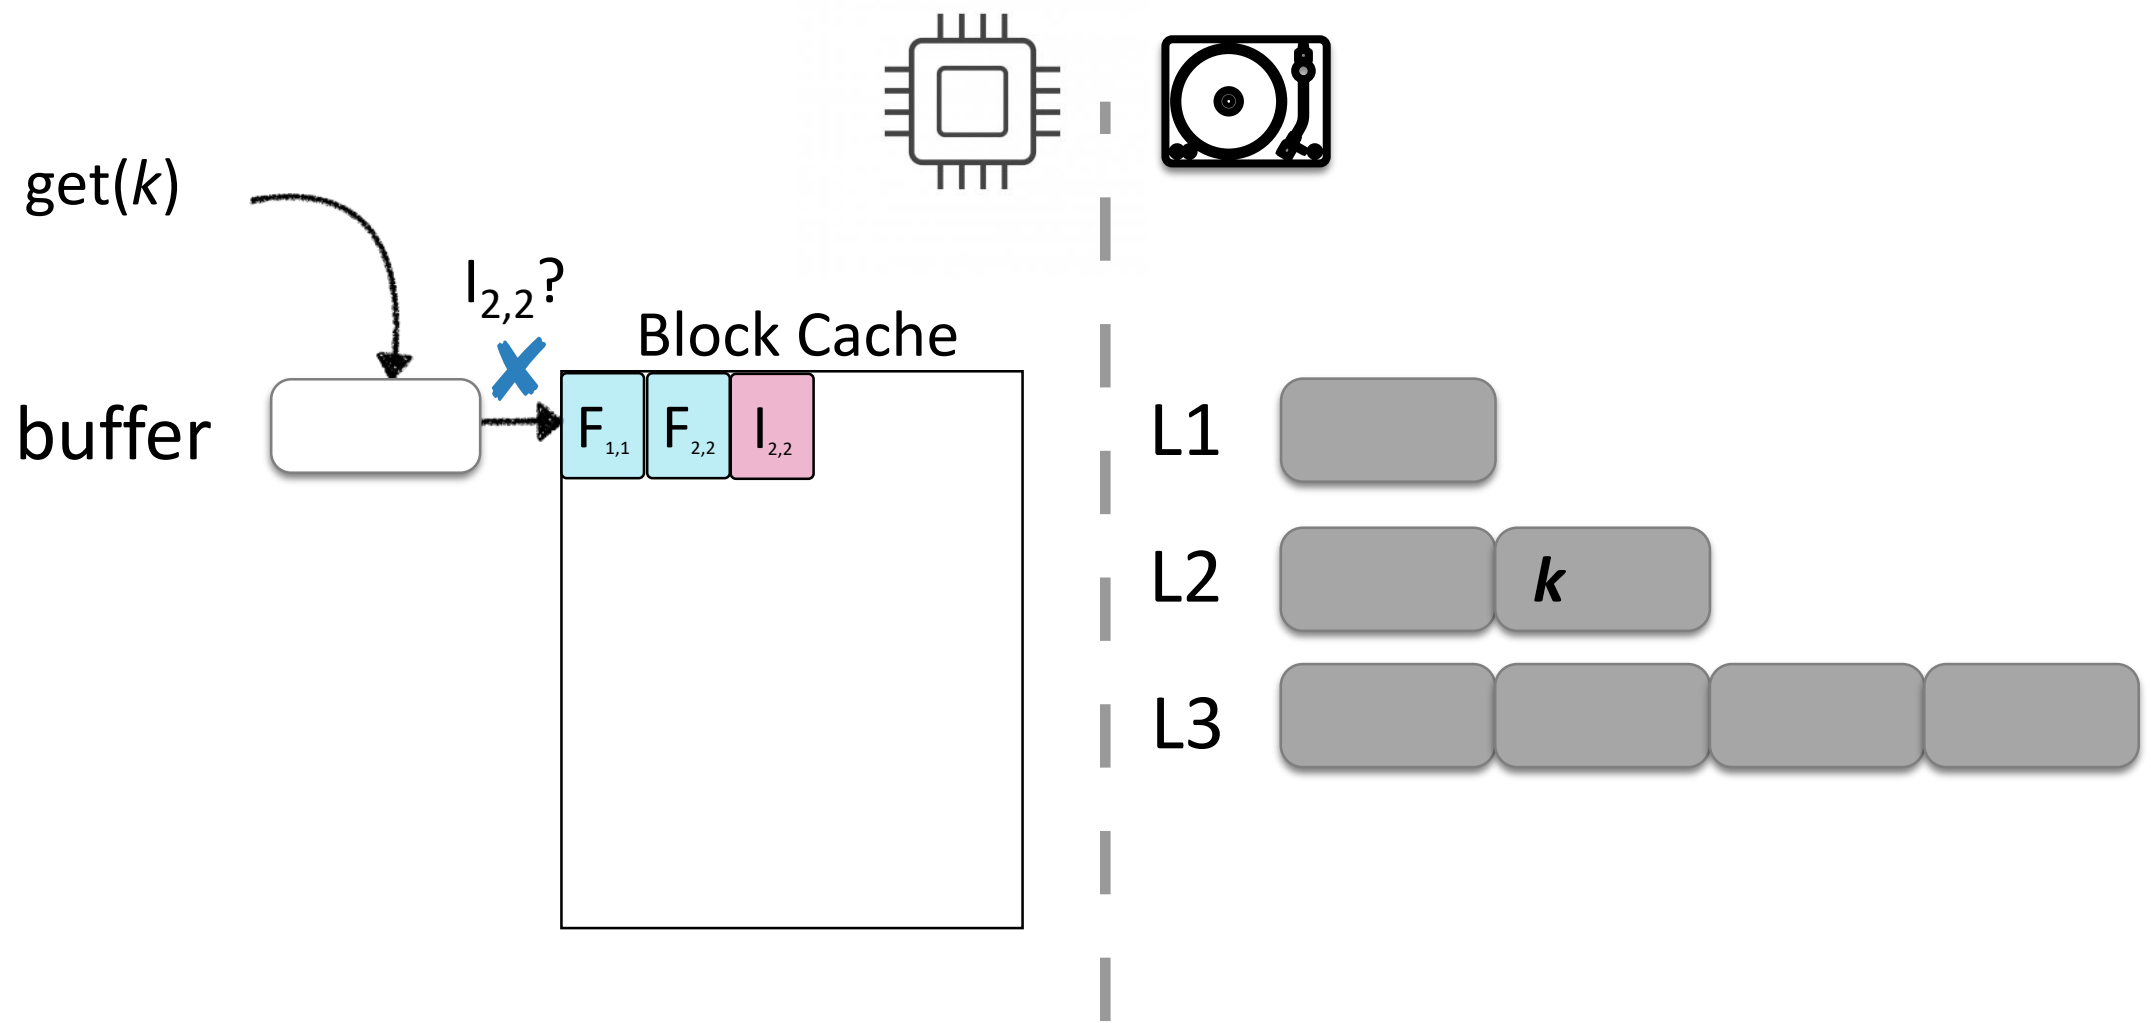 get(k)
I2,2?
Block Cache
buffer
F1,1
F2,2
I2,2
L1
L2
k
L3